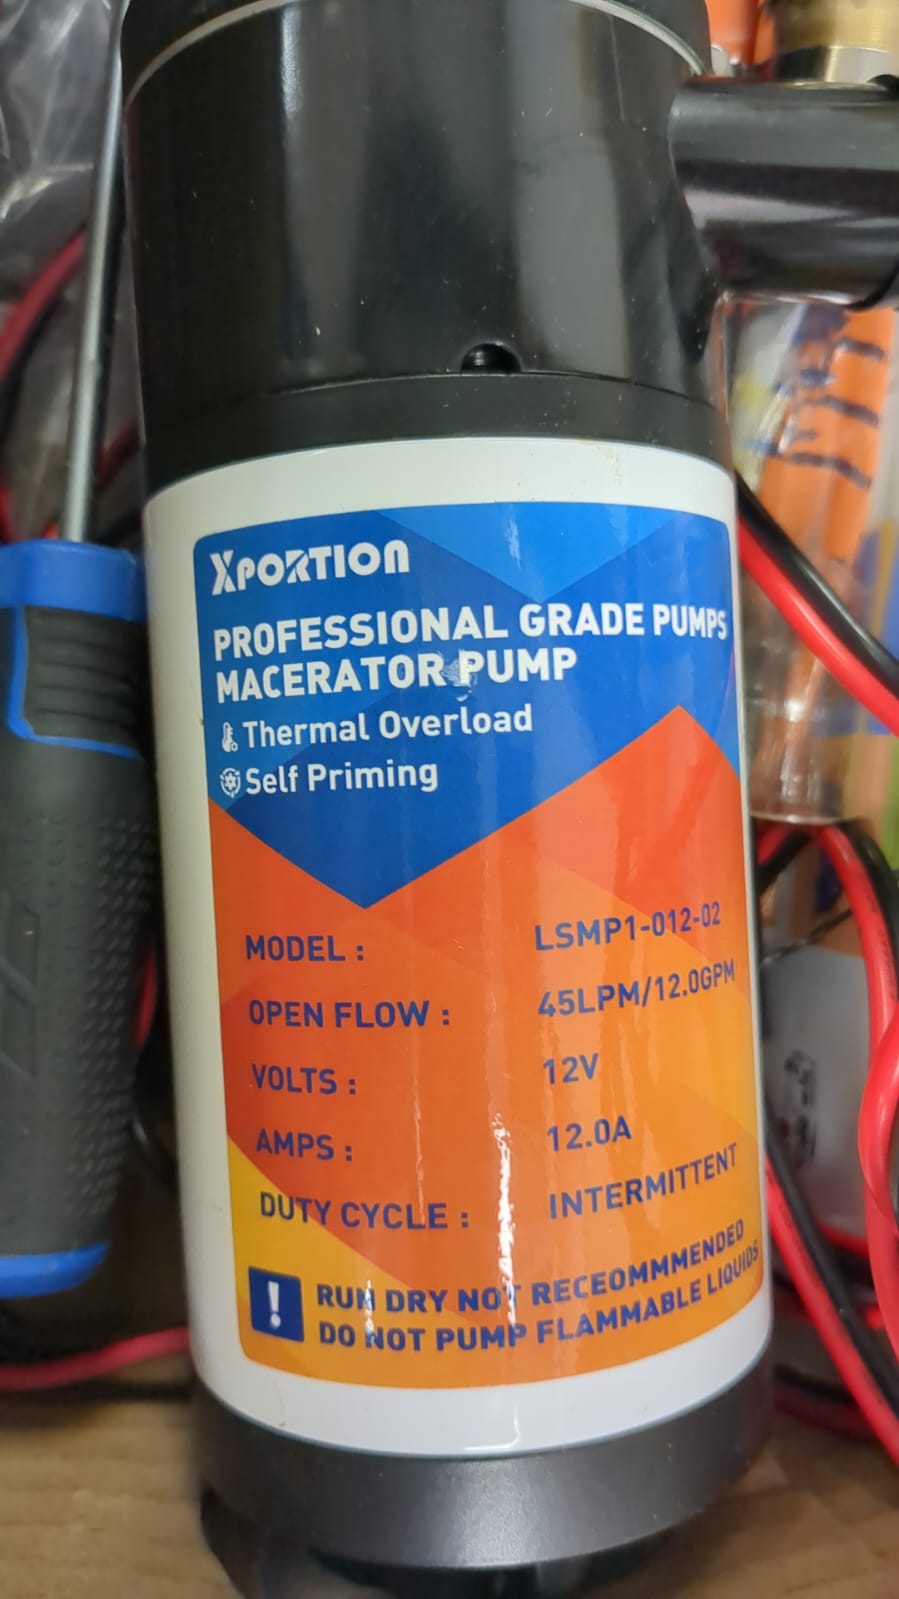 XPORTION
PROFESSIONAL GRADE PUMPS
MACERATOR PUMP
Thermal Overload
Self Priming
MODEL : LSMP1-012-02
OPEN FLOW : 45LPM/12.0GPM
VOLTS : 12V
AMPS : 12.0A
DUTY CYCLE : INTERMITTENT
! RUN DRY NOT RECEOMMMENDED
DO NOT PUMP FLAMMABLE LIQUIDS